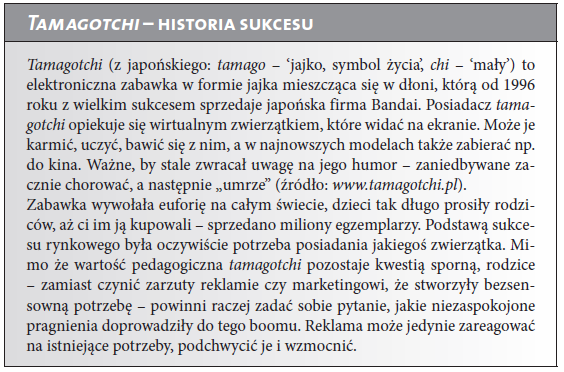 TAMAGOTCHI – HISTORIA SUKCESU
Tamagotchi (z japońskiego: tamago – 'jajko, symbol życia', chi – 'mały') to
elektroniczna zabawka w formie jajka mieszcząca się w dłoni, którą od 1996
roku z wielkim sukcesem sprzedaje japońska firma Bandai. Posiadacz tama-
gotchi opiekuje się wirtualnym zwierzątkiem, które widać na ekranie. Może je
karmić, uczyć, bawić się z nim, a w najnowszych modelach także zabierać np.
do kina. Ważne, by stale zwracał uwagę na jego humor – zaniedbywane za-
cznie chorować, a następnie „umrze” (źródło: www.tamagotchi.pl).
Zabawka wywołała euforię na całym świecie, dzieci tak długo prosiły rodzi-
ców, aż ci im ją kupowali – sprzedano miliony egzemplarzy. Podstawą sukce-
su rynkowego była oczywiście potrzeba posiadania jakiegoś zwierzątka. Mi-
mo że wartość pedagogiczna tamagotchi pozostaje kwestią sporną, rodzice
– zamiast czynić zarzuty reklamie czy marketingowi, że stworzyły bezsen-
sowną potrzebę – powinni raczej zadać sobie pytanie, jakie niezaspokojone
pragnienia doprowadziły do tego boomu. Reklama może jedynie zareagować
na istniejące potrzeby, podchwycić je i wzmocnić.